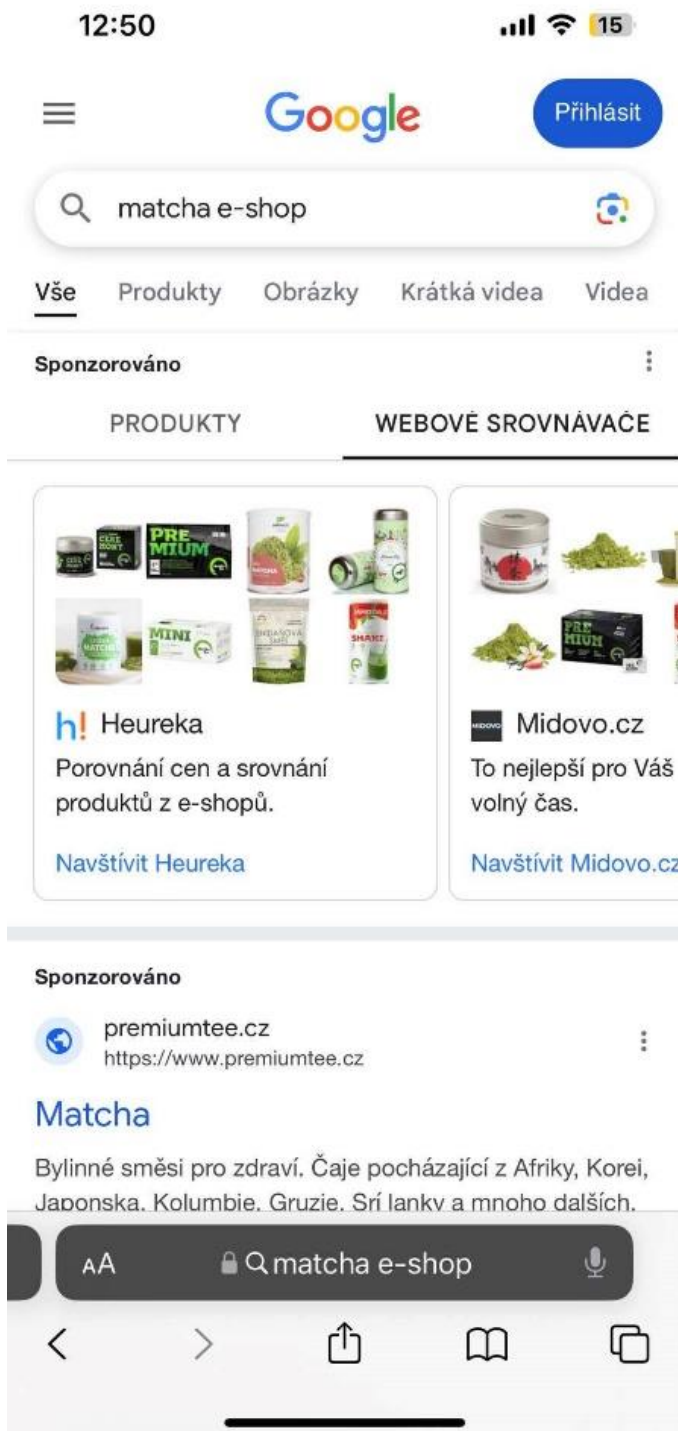 12:50
15
Google
Přihlásit
matcha e-shop
Vše Produkty Obrázky Krátká videa Videa
Sponzorováno
PRODUKTY WEBOVÉ SROVNÁVAČE
PREMIUM
MINI
SHAKE
PREMIUM
h! Heureka
Porovnání cen a srovnání
produktů z e-shopů.
Navštívit Heureka
MIDOVO Midovo.cz
To nejlepší pro Váš
volný čas.
Navštívit Midovo.cz
Sponzorováno
premiumtee.cz
https://www.premiumtee.cz
Matcha
Bylinné směsi pro zdraví. Čaje pocházející z Afriky, Korei,
Japonska, Kolumbie, Gruzie, Srí lanky a mnoho dalších.
AA matcha e-shop